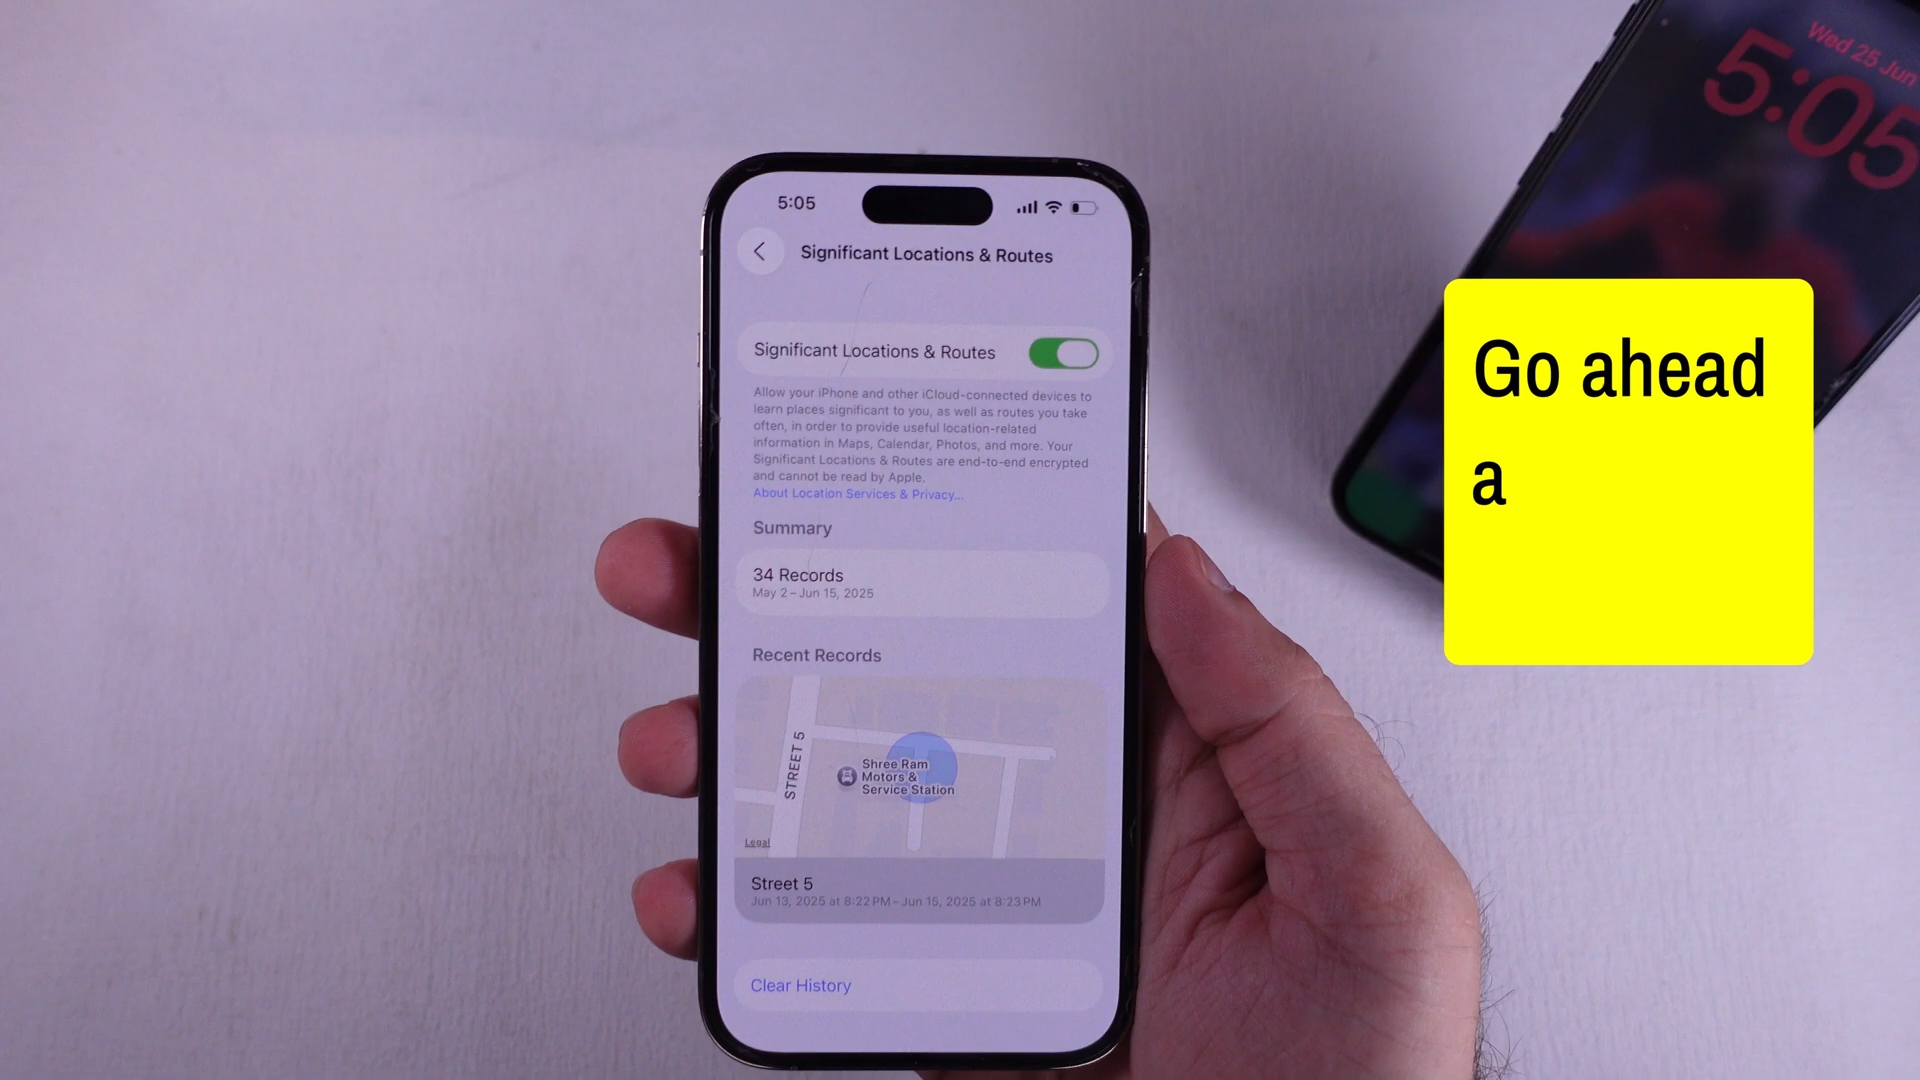 Wed 25 Jun
5:05
5:05
Significant Locations & Routes
Significant Locations & Routes
Allow your iPhone and other iCloud-connected devices to
learn places significant to you, as well as routes you take
often, in order to provide useful location-related
information in Maps, Calendar, Photos, and more. Your
Significant Locations & Routes are end-to-end encrypted
and cannot be read by Apple.
About Location Services & Privacy...
Summary
34 Records
May 2 – Jun 15, 2025
Recent Records
STREET 5
Shree Ram
Motors &
Service Station
Legal
Street 5
Jun 13, 2025 at 8:22 PM – Jun 15, 2025 at 8:23 PM
Clear History
Go ahead
a